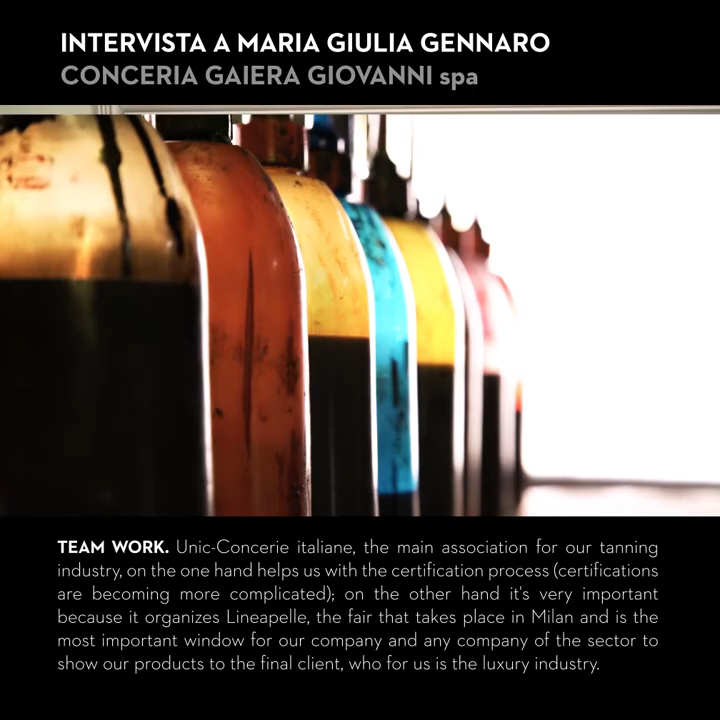 INTERVISTA A MARIA GIULIA GENNARO
CONCERIA GAIERA GIOVANNI spa
TEAM WORK. Unic-Concerie italiane, the main association for our tanning
industry, on the one hand helps us with the certification process (certifications
are becoming more complicated); on the other hand it's very important
because it organizes Lineapelle, the fair that takes place in Milan and is the
most important window for our company and any company of the sector to
show our products to the final client, who for us is the luxury industry.